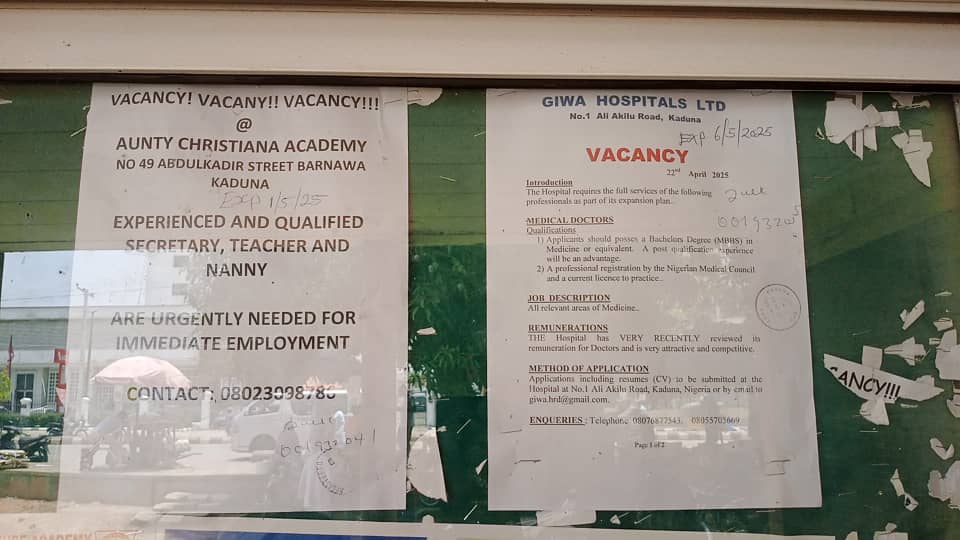 VACANCY! VACANY!! VACANCY!!!
@
AUNTY CHRISTIANA ACADEMY
NO 49 ABDULKADIR STREET BARNAWA
KADUNA
EXP 1/5/25
EXPERIENCED AND QUALIFIED
SECRETARY, TEACHER AND
NANNY
ARE URGENTLY NEEDED FOR
IMMEDIATE EMPLOYMENT
CONTACT: 08023098786
GIWA HOSPITALS LTD
No.1 Ali Akilu Road, Kaduna
EXP 6/5/2025
VACANCY
22nd April 2025
Introduction
The Hospital requires the full services of the following
professionals as part of its expansion plan..
MEDICAL DOCTORS
Qualifications
1) Applicants should posses a Bachelors Degree (MBBS) in
Medicine or equivalent. A post qualification experience
will be an advantage.
2) A professional registration by the Nigerian Medical Council
and a current licence to practice..
JOB DESCRIPTION
All relevant areas of Medicine..
REMUNERATIONS
THE Hospital has VERY RECENTLY reviewed its
remuneration for Doctors and is very attractive and competitive.
METHOD OF APPLICATION
Applications including resumes (CV) to be submitted at the
Hospital at No.1 Ali Akilu Road, Kaduna, Nigeria or by email to
giwa.hrd@gmail.com.
ENQUERIES : Telephone 08076877543, 08055705669
Page 1 of 2
CANCY!!!
ACADEMY